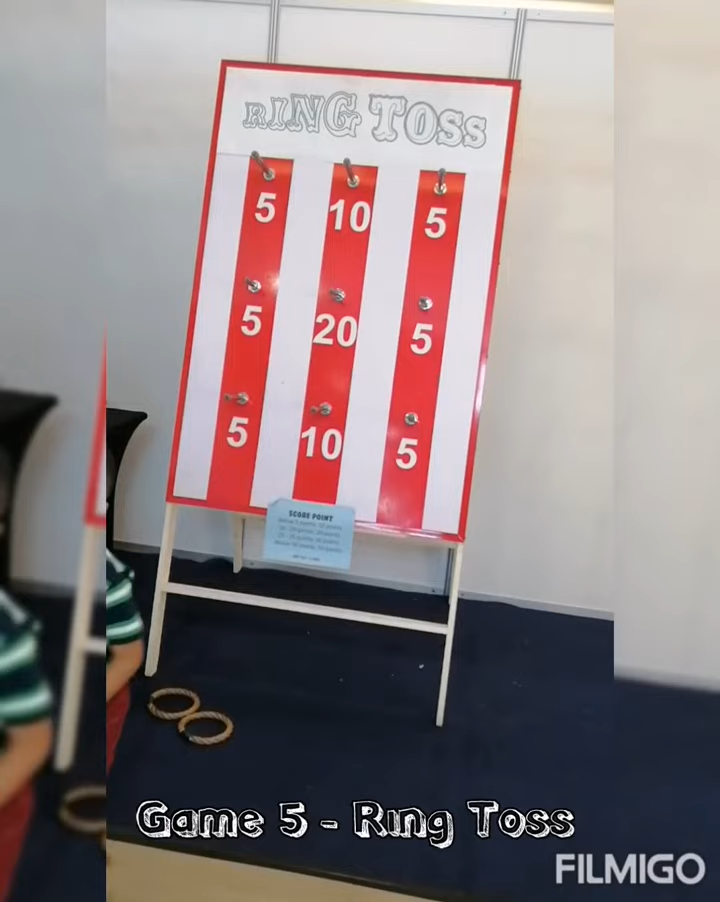 RING TOSS
5 10 5
5 20 5
5 10 5
SCORE POINT
Game 5 - Ring Toss
FILMIGO